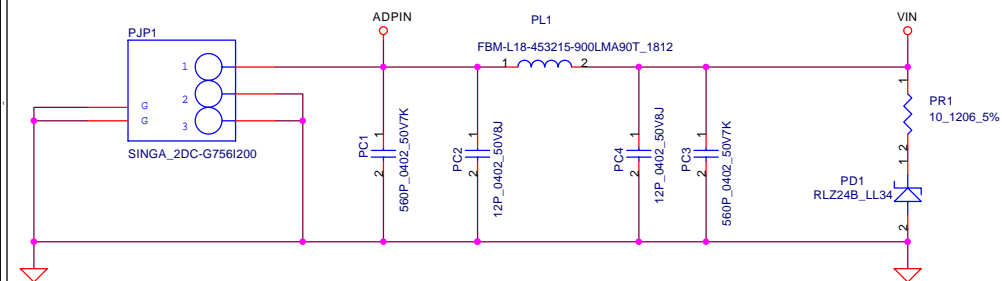 ADPIN
VIN
PL1
PJP1
FBM-L18-453215-900LMA90T_1812
1 2
1
2
3
G
G
SINGA_2DC-G756I200
PC1
1
2
560P_0402_50V7K
PC2
1
2
12P_0402_50V8J
PC4
1
2
12P_0402_50V8J
PC3
1
2
560P_0402_50V7K
1
PR1
10_1206_5%
2
1
PD1
RLZ24B_LL34
2